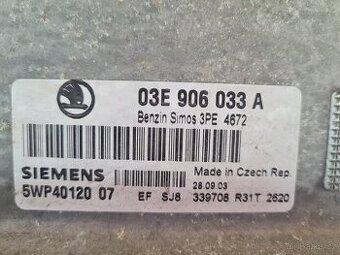 03E 906 033 A
Benzin Simos 3PE 4672
SIEMENS
Made in Czech Rep.
28.09.03
5WP40120 07
EF SJ8 339708 R31T 2620